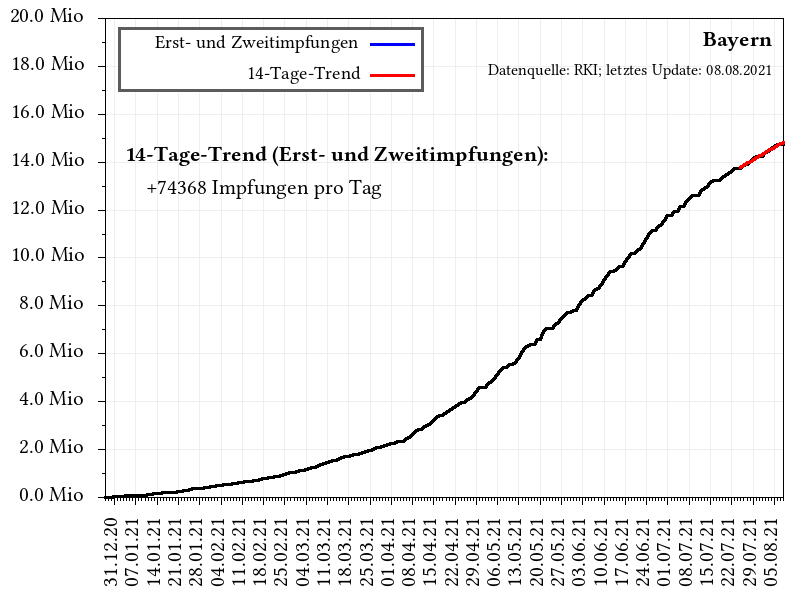 20.0 Mio
18.0 Mio
16.0 Mio
14.0 Mio
12.0 Mio
10.0 Mio
8.0 Mio
6.0 Mio
4.0 Mio
2.0 Mio
0.0 Mio
Erst- und Zweitimpfungen
14-Tage-Trend
Bayern
Datenquelle: RKI; letztes Update: 08.08.2021
14-Tage-Trend (Erst- und Zweitimpfungen):
+74368 Impfungen pro Tag
31.12.20
07.01.21
14.01.21
21.01.21
28.01.21
04.02.21
11.02.21
18.02.21
25.02.21
04.03.21
11.03.21
18.03.21
25.03.21
01.04.21
08.04.21
15.04.21
22.04.21
29.04.21
06.05.21
13.05.21
20.05.21
27.05.21
03.06.21
10.06.21
17.06.21
24.06.21
01.07.21
08.07.21
15.07.21
22.07.21
29.07.21
05.08.21